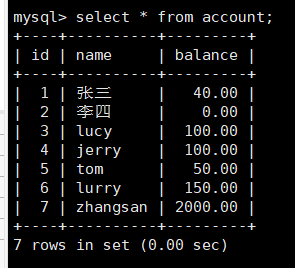 mysql> select * from account;
+----+----------+---------+
| id | name     | balance |
+----+----------+---------+
|  1 | 张三     |   40.00 |
|  2 | 李四     |    0.00 |
|  3 | lucy     |  100.00 |
|  4 | jerry    |  100.00 |
|  5 | tom      |   50.00 |
|  6 | lurry    |  150.00 |
|  7 | zhangsan | 2000.00 |
+----+----------+---------+
7 rows in set (0.00 sec)